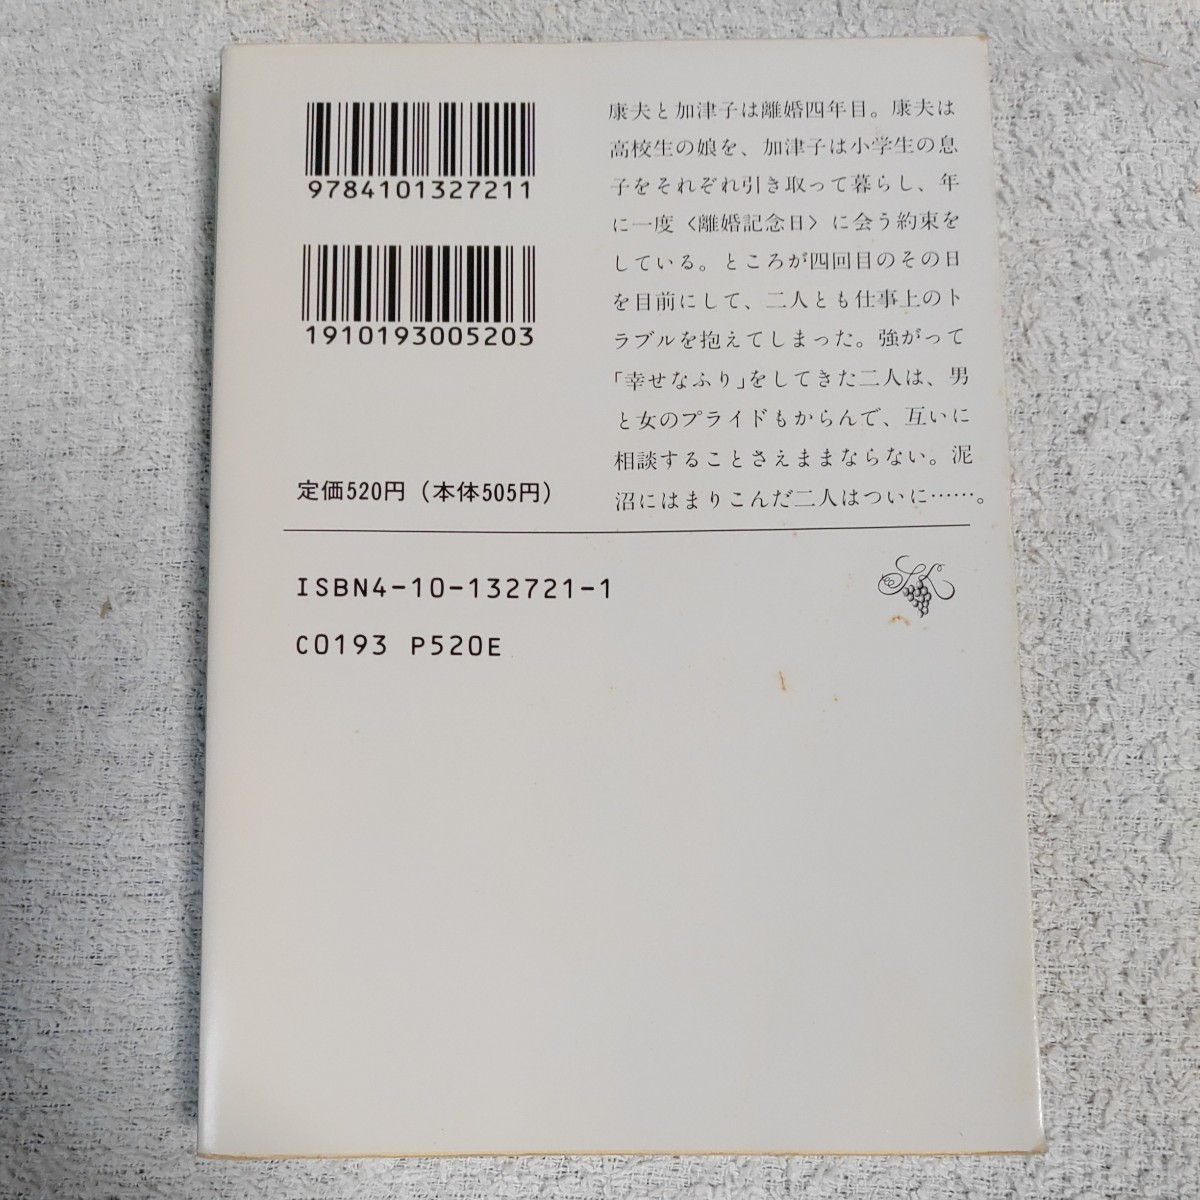 9784101327211
1910193005203
定価520円（本体505円）
康夫と加津子は離婚四年目。康夫は
高校生の娘を、加津子は小学生の息
子をそれぞれ引き取って暮らし、年
に一度〈離婚記念日〉に会う約束を
している。ところが四回目のその日
を目前にして、二人とも仕事上のト
ラブルを抱えてしまった。強がって
「幸せなふり」をしてきた二人は、男
と女のプライドもからんで、互いに
相談することさえままならない。泥
沼にはまりこんだ二人はついに……。
ISBN4-10-132721-1
C0193 P520E